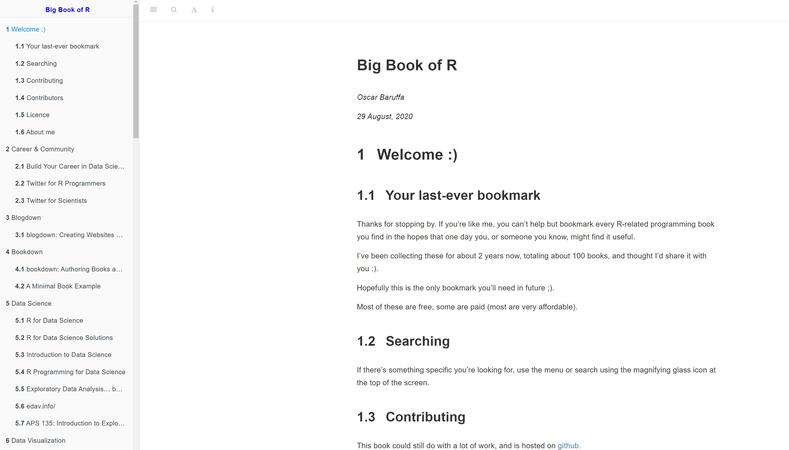 Big Book of R
1 Welcome :)
1.1 Your last-ever bookmark
1.2 Searching
1.3 Contributing
1.4 Contributors
1.5 Licence
1.6 About me
2 Career & Community
2.1 Build Your Career in Data Scie…
2.2 Twitter for R Programmers
2.3 Twitter for Scientists
3 Blogdown
3.1 blogdown: Creating Websites …
4 Bookdown
4.1 bookdown: Authoring Books a…
4.2 A Minimal Book Example
5 Data Science
5.1 R for Data Science
5.2 R for Data Science Solutions
5.3 Introduction to Data Science
5.4 R Programming for Data Science
5.5 Exploratory Data Analysis… b…
5.6 edav.info/
5.7 APS 135: Introduction to Explo…
6 Data Visualization
A
Big Book of R
Oscar Baruffa
29 August, 2020
1 Welcome :)
1.1 Your last-ever bookmark
Thanks for stopping by. If you're like me, you can't help but bookmark every R-related programming book
you find in the hopes that one day you, or someone you know, might find it useful.
I've been collecting these for about 2 years now, totaling about 100 books, and thought I'd share it with
you :).
Hopefully this is the only bookmark you'll need in future ;).
Most of these are free, some are paid (most are very affordable).
1.2 Searching
If there's something specific you're looking for, use the menu or search using the magnifying glass icon at
the top of the screen.
1.3 Contributing
This book could still do with a lot of work, and is hosted on github.